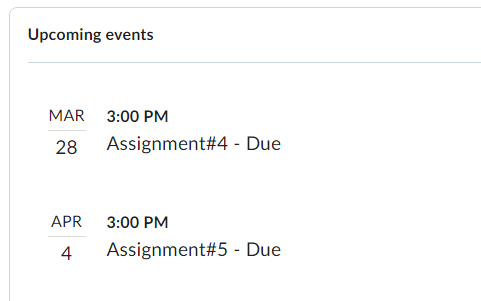 Upcoming events
MAR
28
3:00 PM
Assignment#4 - Due
APR
4
3:00 PM
Assignment#5 - Due